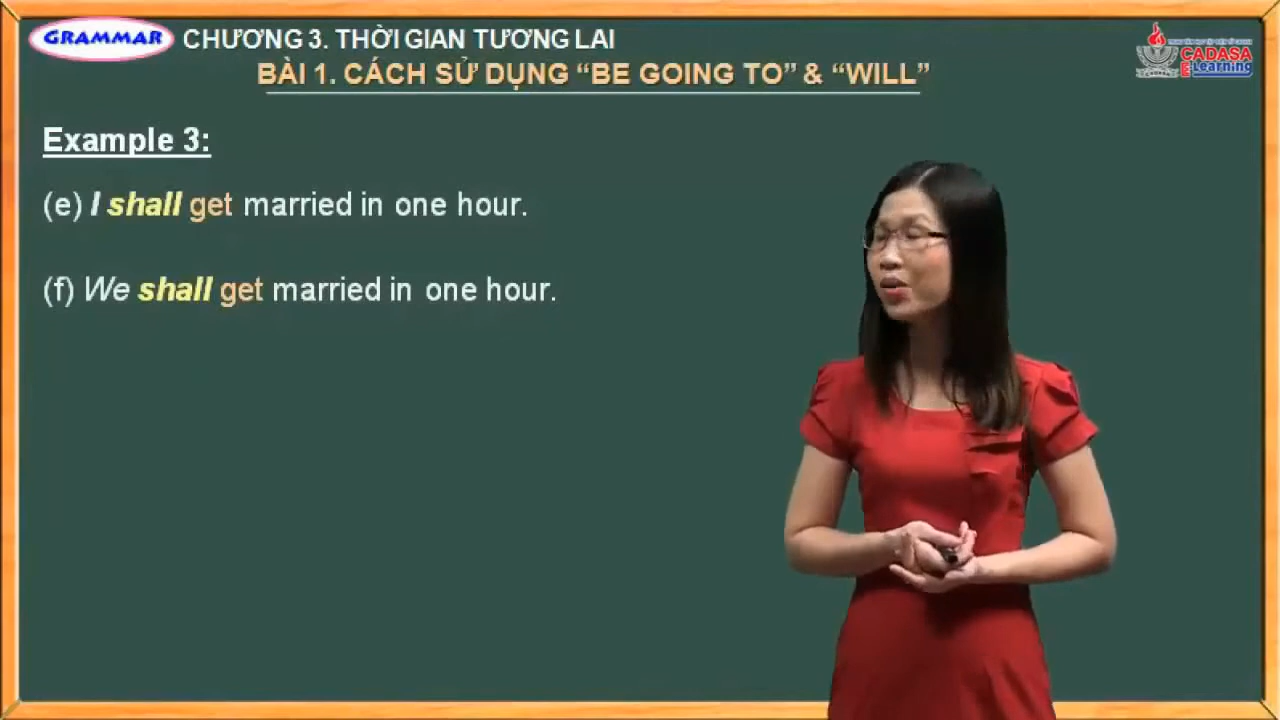 GRAMMAR
CHƯƠNG 3. THỜI GIAN TƯƠNG LAI
BÀI 1. CÁCH SỬ DỤNG “BE GOING TO” & “WILL”
CADASA
E Learning
Example 3:
(e) I shall get married in one hour.
(f) We shall get married in one hour.